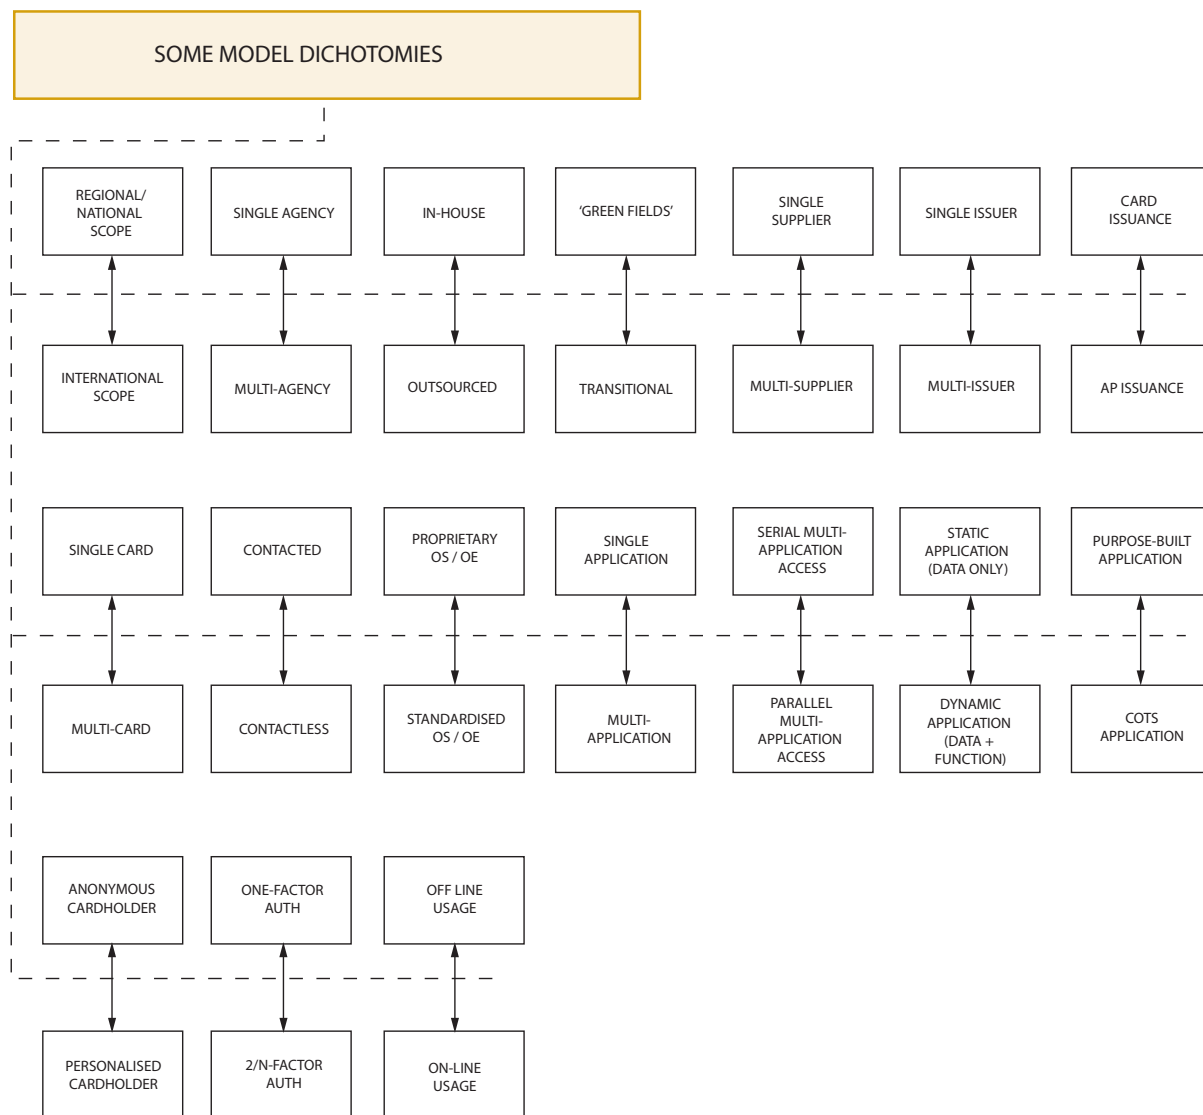 SOME MODEL DICHOTOMIES
REGIONAL/
NATIONAL
SCOPE
SINGLE AGENCY
IN-HOUSE
'GREEN FIELDS'
SINGLE
SUPPLIER
SINGLE ISSUER
CARD
ISSUANCE
INTERNATIONAL
SCOPE
MULTI-AGENCY
OUTSOURCED
TRANSITIONAL
MULTI-SUPPLIER
MULTI-ISSUER
AP ISSUANCE
SINGLE CARD
CONTACTED
PROPRIETARY
OS / OE
SINGLE
APPLICATION
SERIAL MULTI-
APPLICATION
ACCESS
STATIC
APPLICATION
(DATA ONLY)
PURPOSE-BUILT
APPLICATION
MULTI-CARD
CONTACTLESS
STANDARDISED
OS / OE
MULTI-
APPLICATION
PARALLEL
MULTI-
APPLICATION
ACCESS
DYNAMIC
APPLICATION
(DATA +
FUNCTION)
COTS
APPLICATION
ANONYMOUS
CARDHOLDER
ONE-FACTOR
AUTH
OFF LINE
USAGE
PERSONALISED
CARDHOLDER
2/N-FACTOR
AUTH
ON-LINE
USAGE